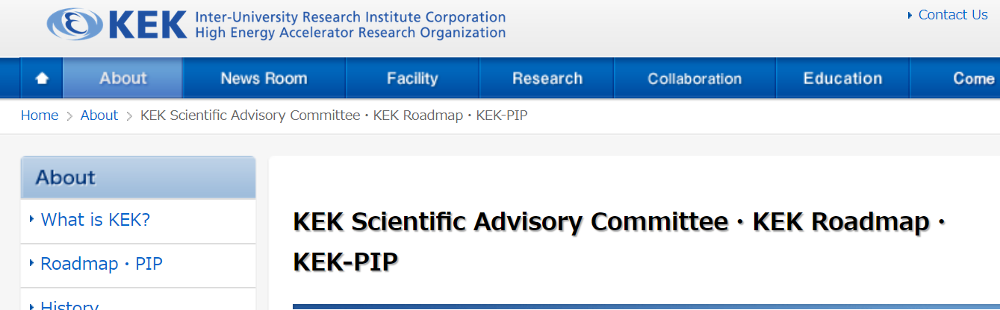 KEK Inter-University Research Institute Corporation
High Energy Accelerator Research Organization
Contact Us
About News Room Facility Research Collaboration Education Come
Home > About > KEK Scientific Advisory Committee・KEK Roadmap・KEK-PIP
About
What is KEK?
Roadmap・PIP
History
KEK Scientific Advisory Committee・KEK Roadmap・
KEK-PIP